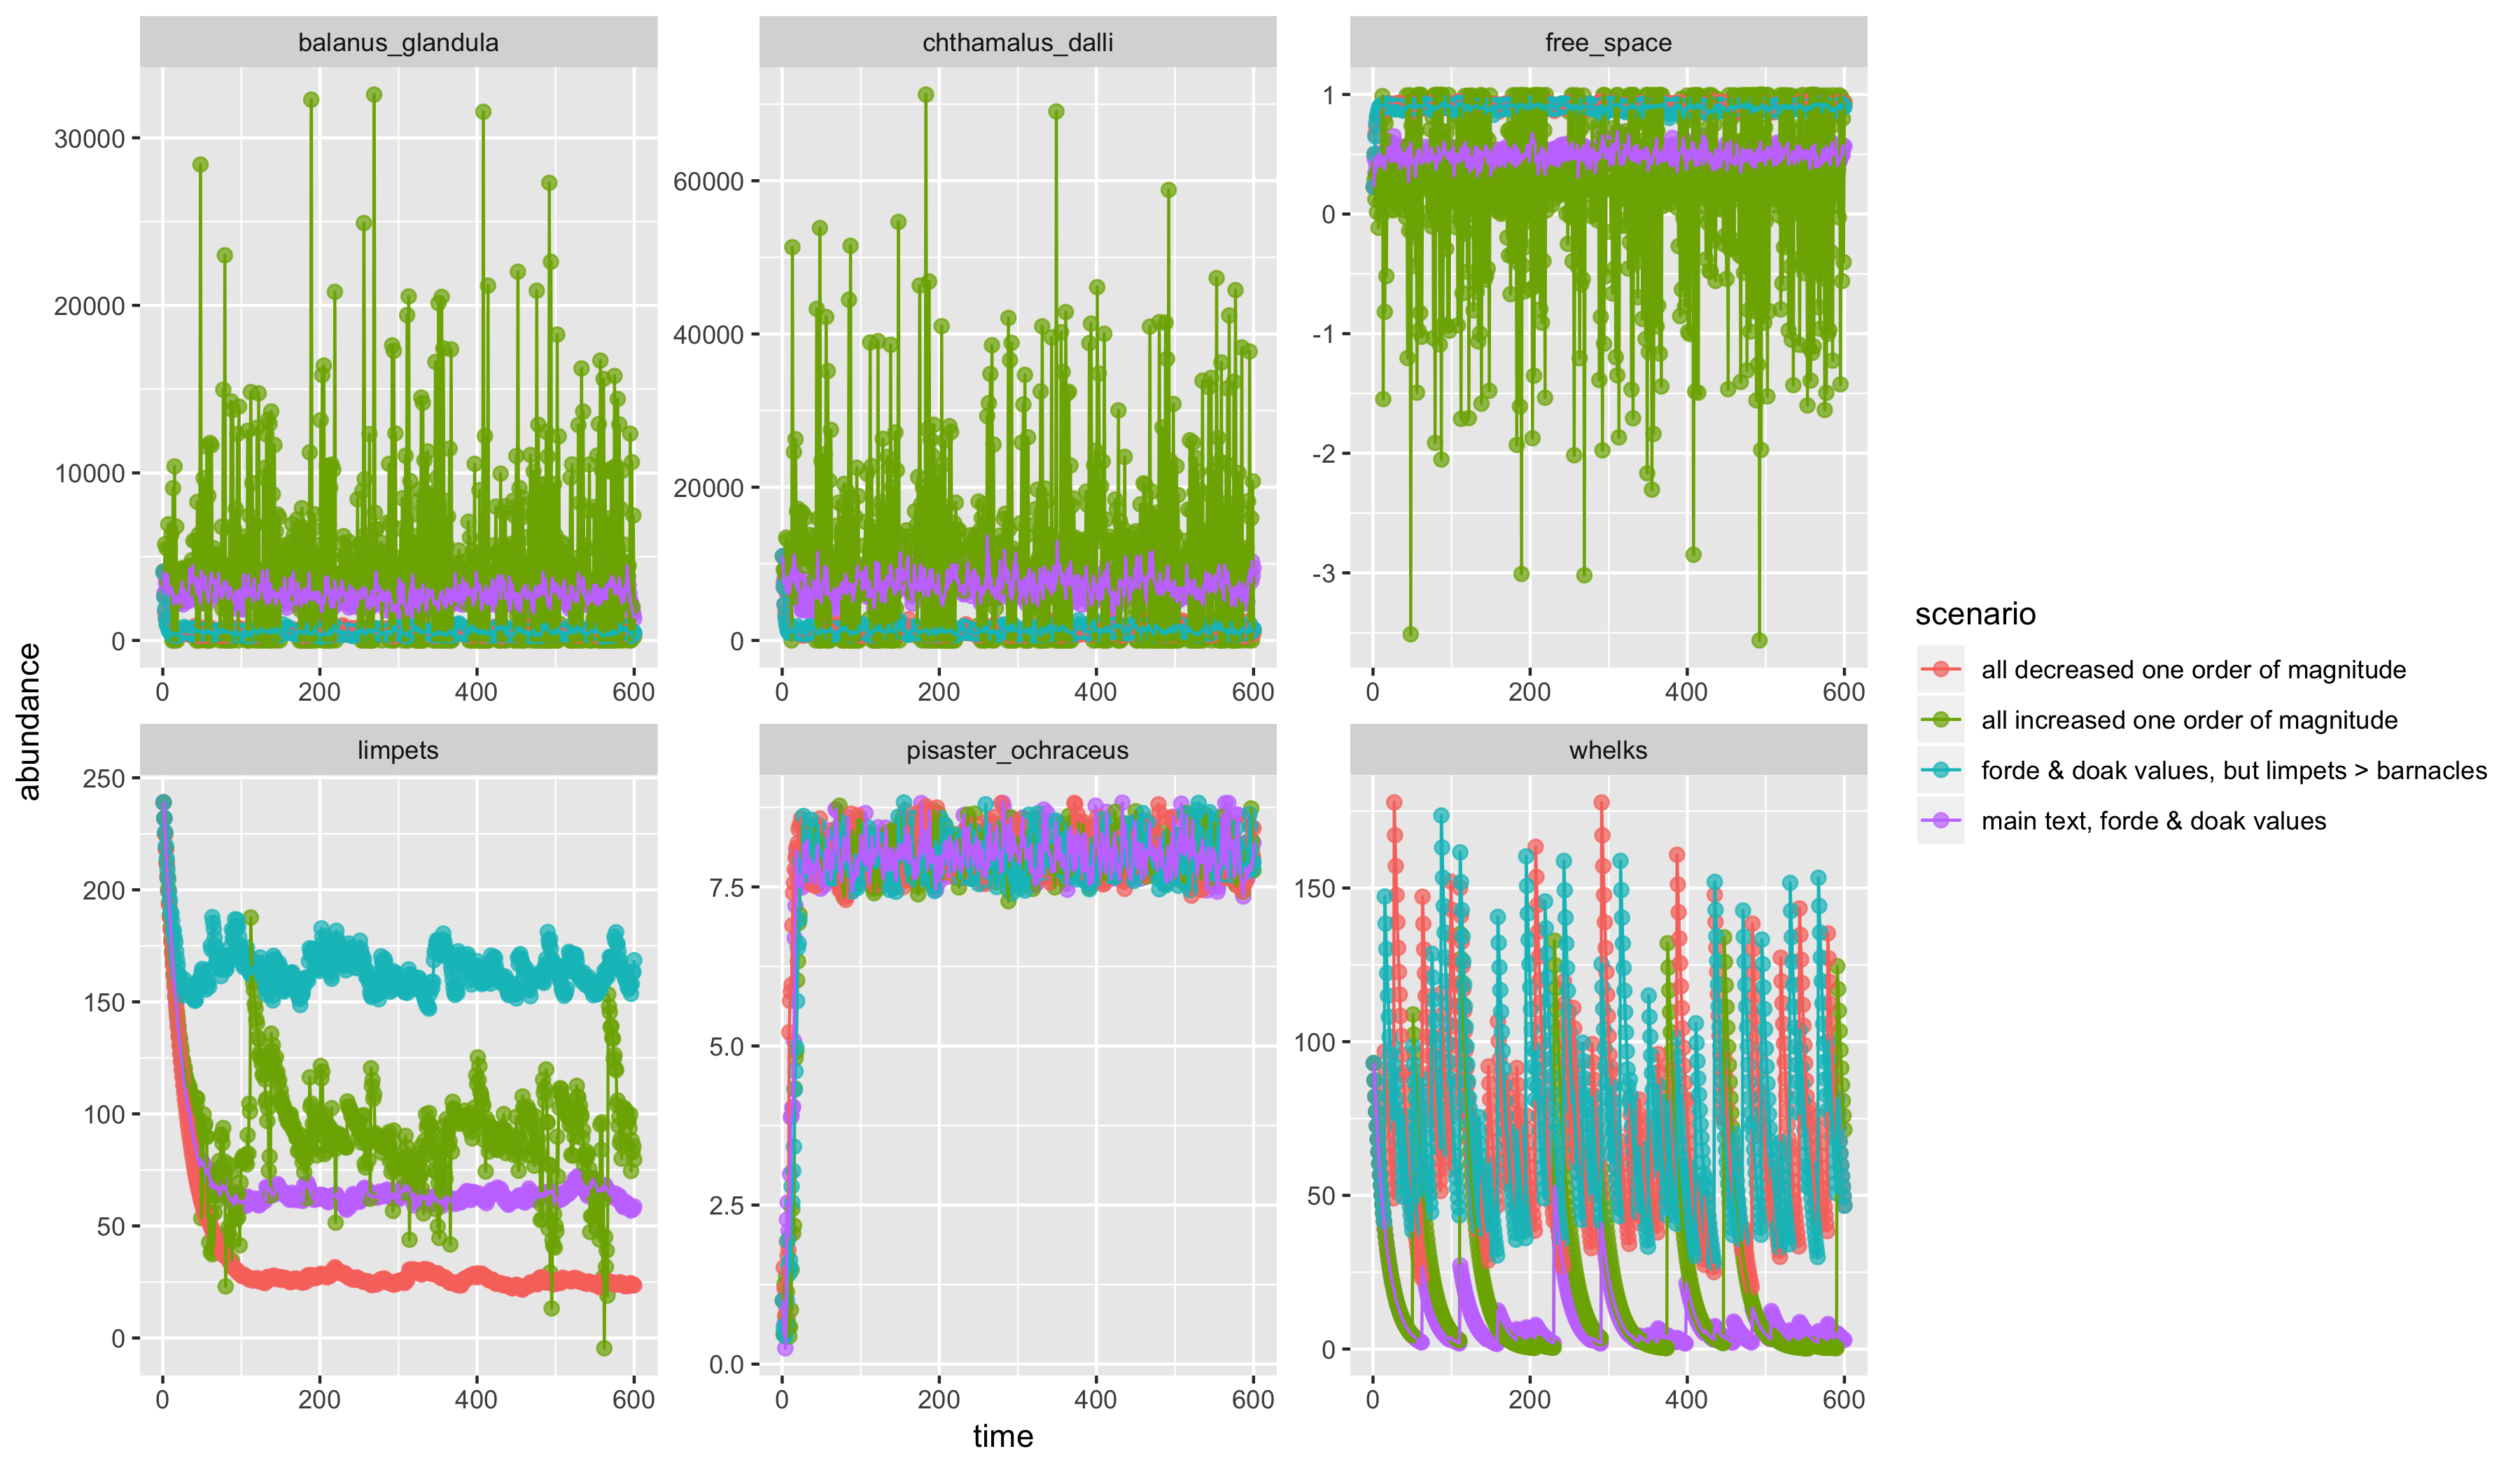 balanus_glandula
chthamalus_dalli
free_space
30000
20000
10000
0
0 200 400 600
60000
40000
20000
0
0 200 400 600
1
0
-1
-2
-3
0 200 400 600
abundance
limpets
pisaster_ochraceus
whelks
250
200
150
100
50
0
0 200 400 600
7.5
5.0
2.5
0.0
0 200 400 600
150
100
50
0
0 200 400 600
time
scenario
all decreased one order of magnitude
all increased one order of magnitude
forde & doak values, but limpets > barnacles
main text, forde & doak values